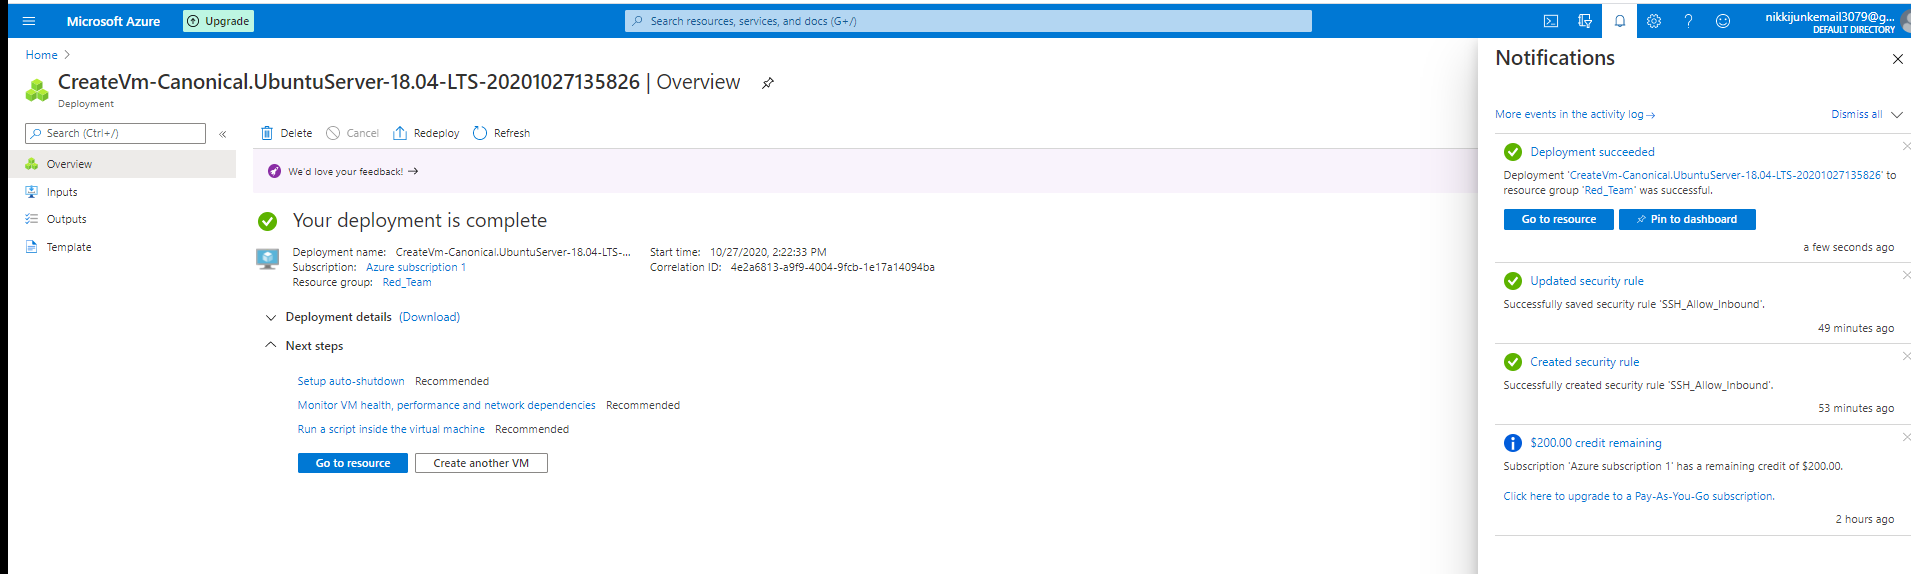 Microsoft Azure
Upgrade
Search resources, services, and docs (G+/)
nikkijunkemail3079@g...
DEFAULT DIRECTORY
Home >
CreateVm-Canonical.UbuntuServer-18.04-LTS-20201027135826 | Overview
Deployment
Search (Ctrl+/)
«
Overview
Inputs
Outputs
Template
Delete
Cancel
Redeploy
Refresh
We'd love your feedback! →
Your deployment is complete
Deployment name: CreateVm-Canonical.UbuntuServer-18.04-LTS-...
Subscription: Azure subscription 1
Resource group: Red_Team
Start time: 10/27/2020, 2:22:33 PM
Correlation ID: 4e2a6813-a9f9-4004-9fcb-1e17a14094ba
Deployment details (Download)
Next steps
Setup auto-shutdown Recommended
Monitor VM health, performance and network dependencies Recommended
Run a script inside the virtual machine Recommended
Go to resource
Create another VM
Notifications
More events in the activity log →
Dismiss all
Deployment succeeded
Deployment 'CreateVm-Canonical.UbuntuServer-18.04-LTS-20201027135826' to
resource group 'Red_Team' was successful.
Go to resource
Pin to dashboard
a few seconds ago
Updated security rule
Successfully saved security rule 'SSH_Allow_Inbound'.
49 minutes ago
Created security rule
Successfully created security rule 'SSH_Allow_Inbound'.
53 minutes ago
$200.00 credit remaining
Subscription 'Azure subscription 1' has a remaining credit of $200.00.
Click here to upgrade to a Pay-As-You-Go subscription.
2 hours ago